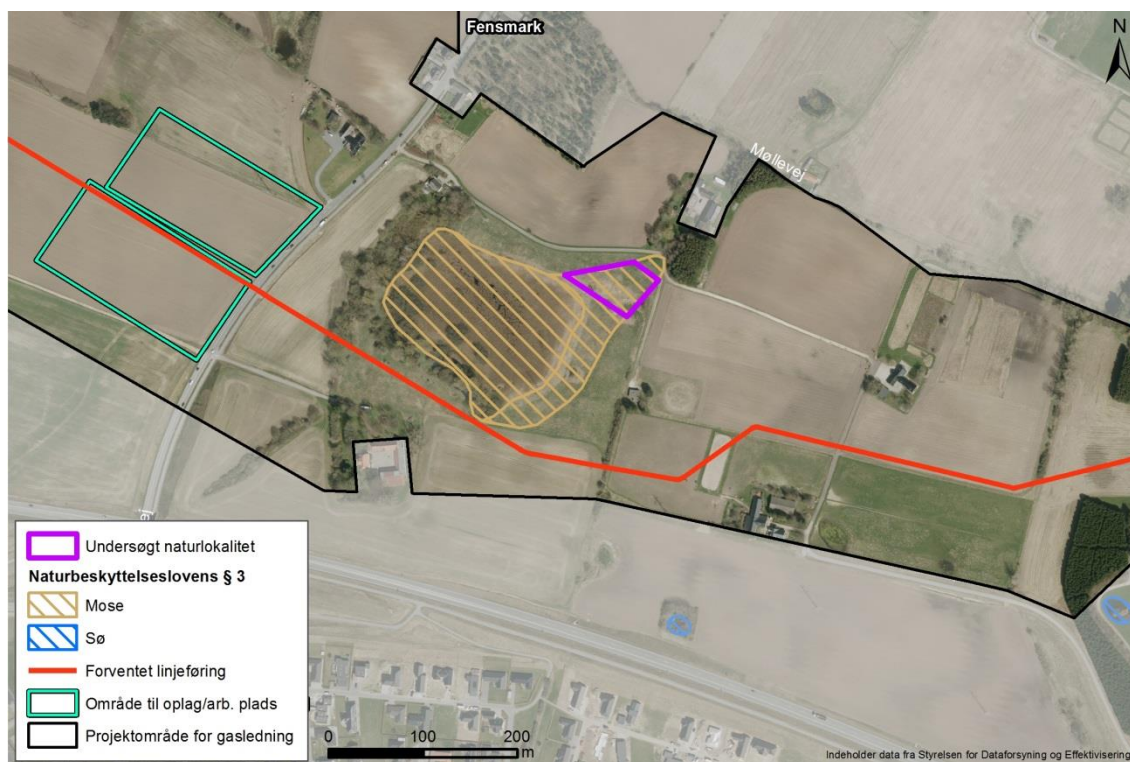 Fensmark
N
Møllevej
Undersøgt naturlokalitet
Naturbeskyttelseslovens § 3
Mose
Sø
Forventet linjeføring
Område til oplag/arb. plads
Projektområde for gasledning
0 100 200
m
Indeholder data fra Styrelsen for Dataforsyning og Effektivisering